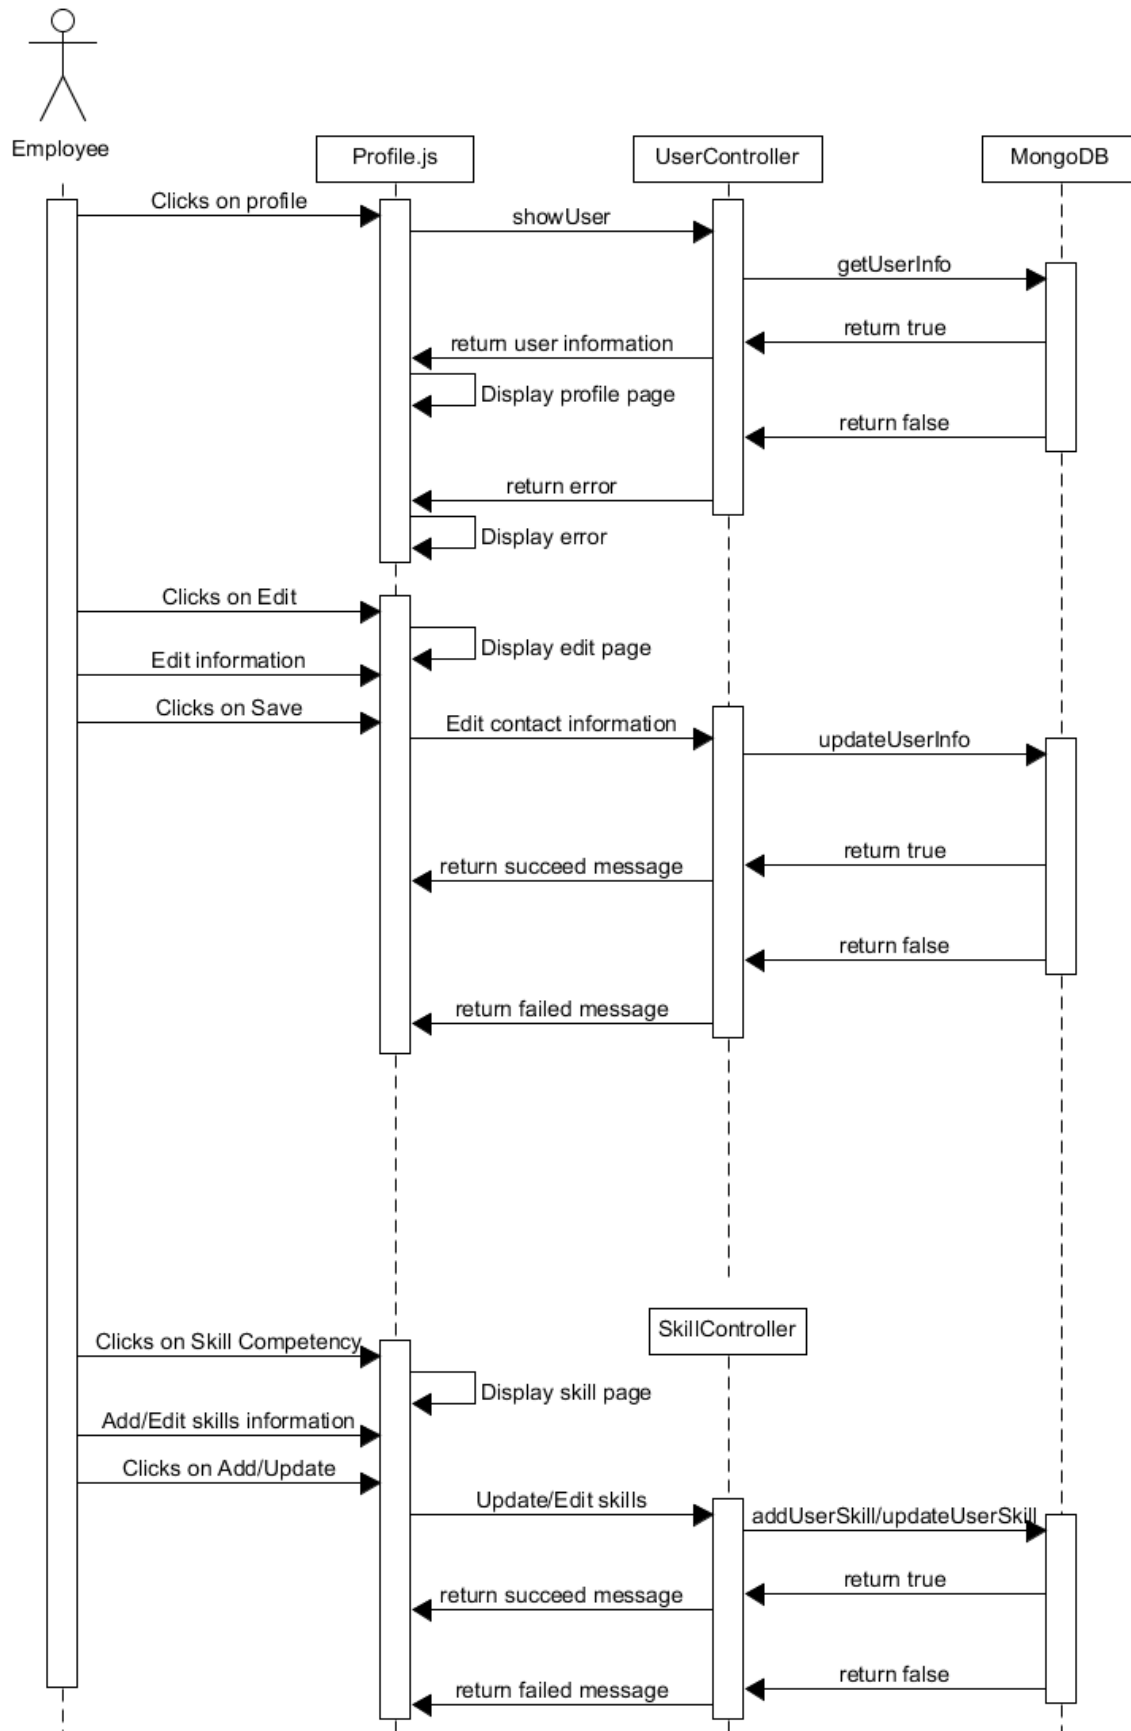 Employee
Profile.js
UserController
MongoDB
Clicks on profile
showUser
getUserInfo
return true
return user information
Display profile page
return false
return error
Display error
Clicks on Edit
Display edit page
Edit information
Clicks on Save
Edit contact information
updateUserInfo
return true
return succeed message
return false
return failed message
SkillController
Clicks on Skill Competency
Display skill page
Add/Edit skills information
Clicks on Add/Update
Update/Edit skills
addUserSkill/updateUserSkill
return true
return succeed message
return false
return failed message